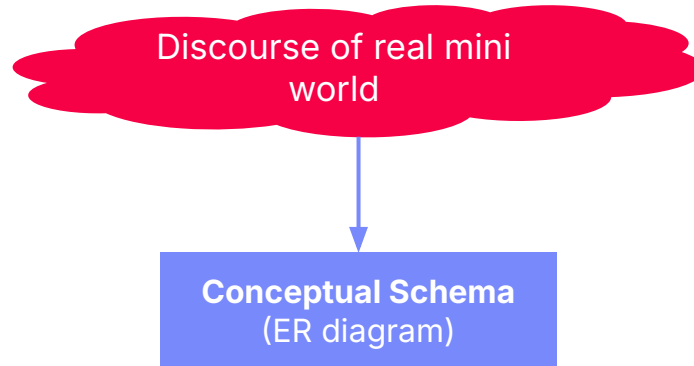 Discourse of real mini
world
Conceptual Schema
(ER diagram)